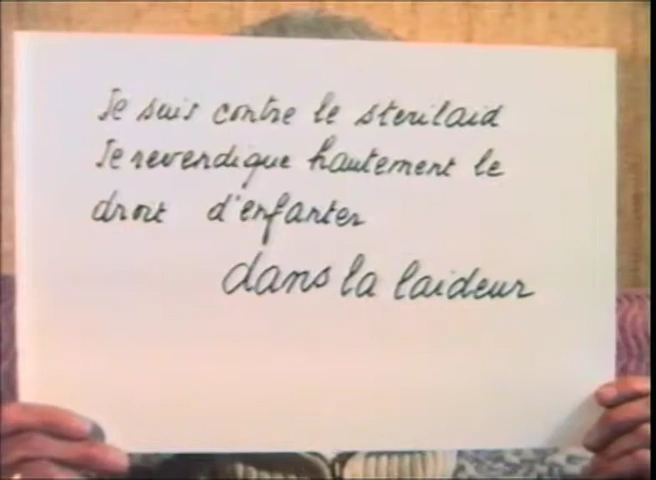 Je suis contre le sterilaid
Je revendique hautement le
droit d'enfanter
dans la laideur